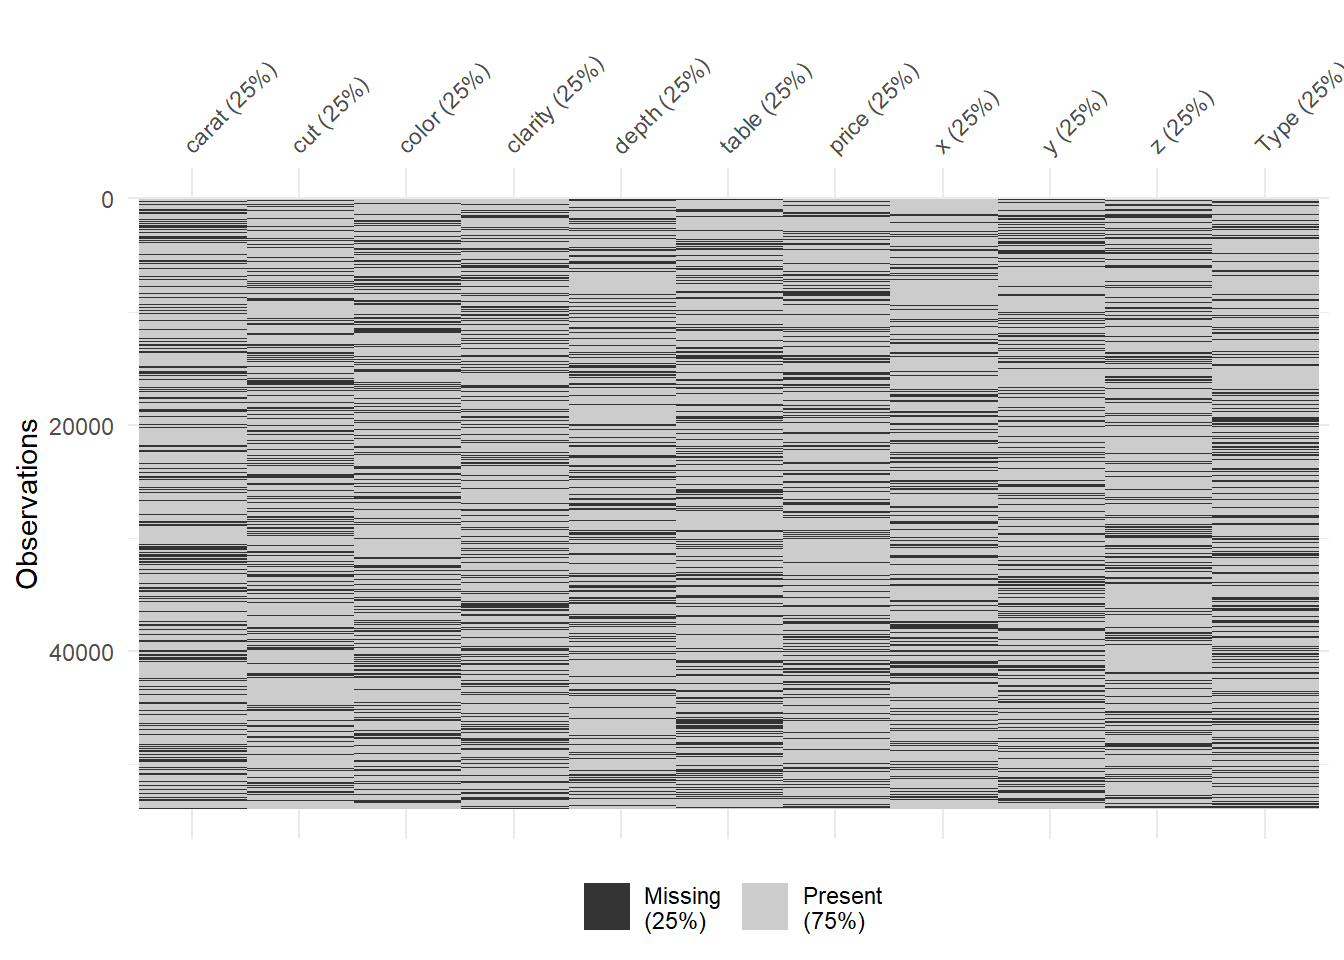 carat (25%)
cut (25%)
color (25%)
clarity (25%)
depth (25%)
table (25%)
price (25%)
x (25%)
y (25%)
z (25%)
Type (25%)
0
20000
40000
Observations
Missing
(25%)
Present
(75%)